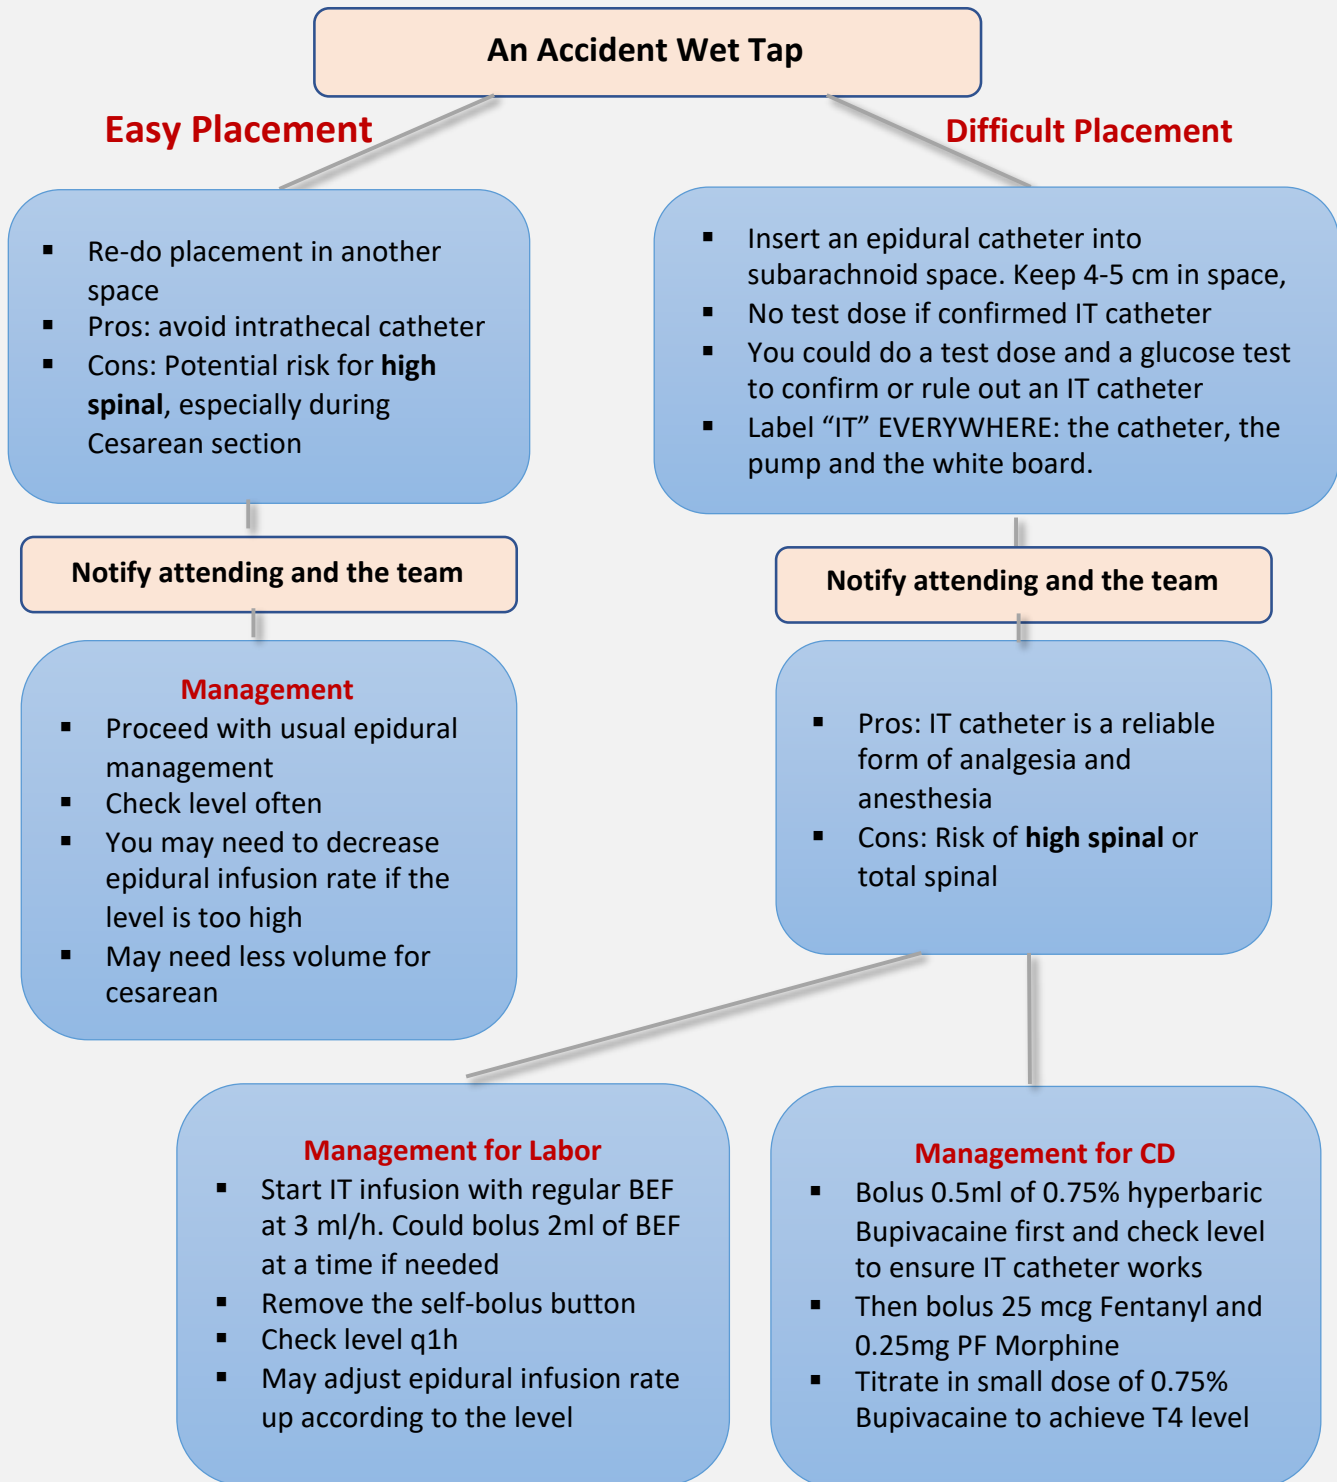 An Accident Wet Tap
Easy Placement
Difficult Placement
▪ Re-do placement in another
space
▪ Pros: avoid intrathecal catheter
▪ Cons: Potential risk for high
spinal, especially during
Cesarean section
▪ Insert an epidural catheter into
subarachnoid space. Keep 4-5 cm in space,
▪ No test dose if confirmed IT catheter
▪ You could do a test dose and a glucose test
to confirm or rule out an IT catheter
▪ Label “IT” EVERYWHERE: the catheter, the
pump and the white board.
Notify attending and the team
Notify attending and the team
Management
▪ Proceed with usual epidural
management
▪ Check level often
▪ You may need to decrease
epidural infusion rate if the
level is too high
▪ May need less volume for
cesarean
▪ Pros: IT catheter is a reliable
form of analgesia and
anesthesia
▪ Cons: Risk of high spinal or
total spinal
Management for Labor
▪ Start IT infusion with regular BEF
at 3 ml/h. Could bolus 2ml of BEF
at a time if needed
▪ Remove the self-bolus button
▪ Check level q1h
▪ May adjust epidural infusion rate
up according to the level
Management for CD
▪ Bolus 0.5ml of 0.75% hyperbaric
Bupivacaine first and check level
to ensure IT catheter works
▪ Then bolus 25 mcg Fentanyl and
0.25mg PF Morphine
▪ Titrate in small dose of 0.75%
Bupivacaine to achieve T4 level